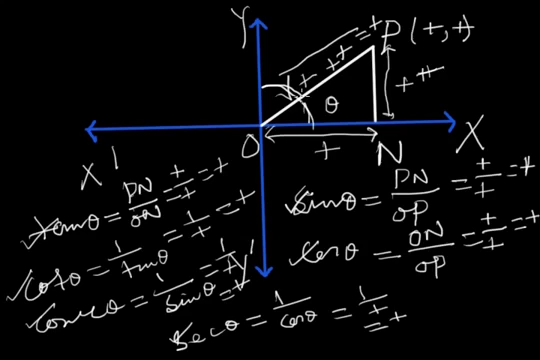 Y
P (+, +)
√+ ++ = +
+
θ
X' O + N X
tanθ = PN/ON = +/+ = +
cotθ = 1/tanθ = 1/+ = +
cosecθ = 1/sinθ = 1/+ = +
Y'
sinθ = PN/OP = +/+ = +
cosθ = ON/OP = +/+ = +
secθ = 1/cosθ = 1/+ = +